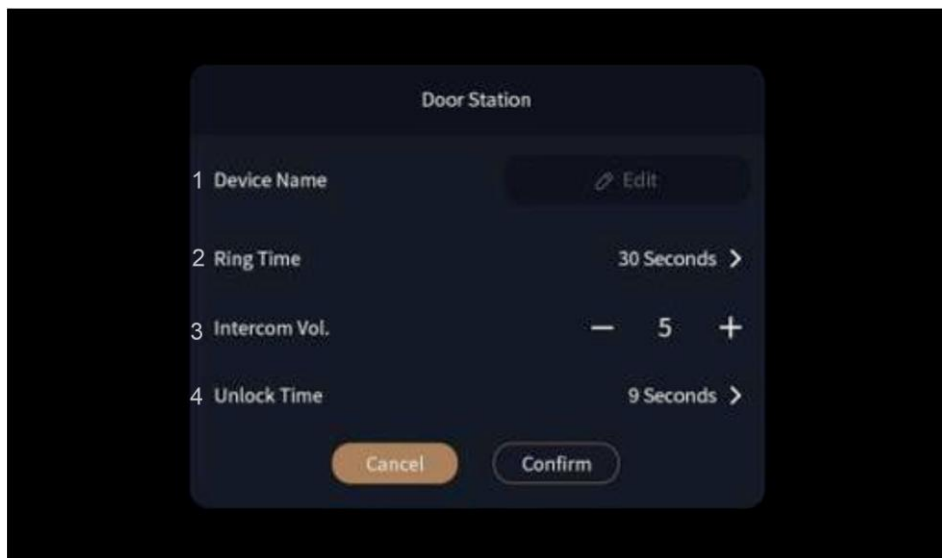 Door Station
1 Device Name Edit
2 Ring Time 30 Seconds >
3 Intercom Vol. — 5 +
4 Unlock Time 9 Seconds >
Cancel Confirm